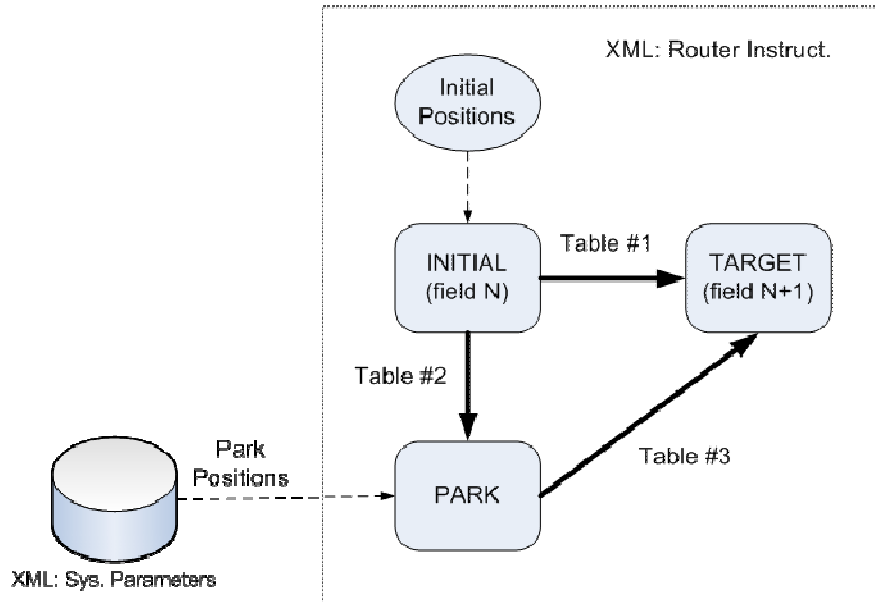 XML: Router Instruct.
Initial
Positions
INITIAL
(field N)
Table #1
TARGET
(field N+1)
Table #2
Table #3
Park
Positions
PARK
XML: Sys. Parameters